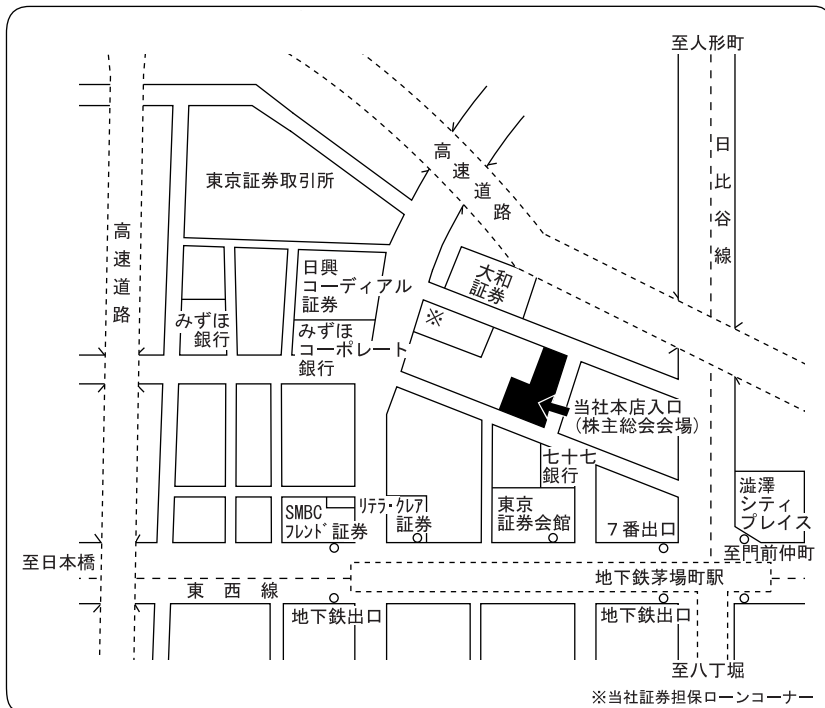 至人形町
高速道路
日比谷線
東京証券取引所
高速道路
日興
コーディアル
証券
大和
証券
※
みずほ
銀行
みずほ
コーポレート
銀行
当社本店入口
(株主総会会場)
七十七
銀行
SMBC
フレンド証券
リテラ・クレア
証券
東京
証券会館
7番出口
澁澤
シティ
プレイス
至日本橋
至門前仲町
東西線
地下鉄茅場町駅
地下鉄出口
地下鉄出口
至八丁堀
※当社証券担保ローンコーナー